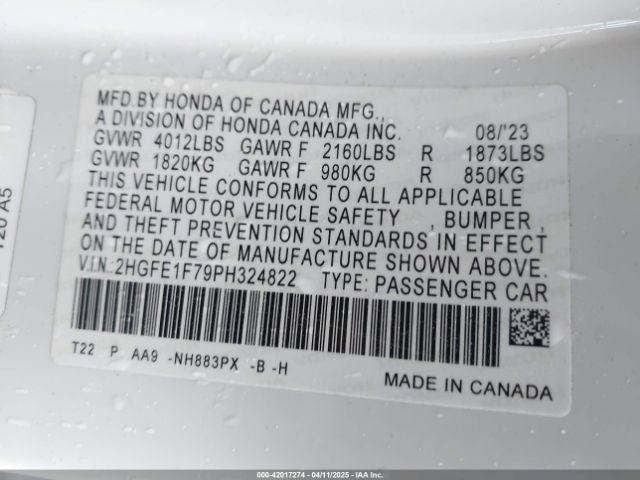 MFD.BY HONDA OF CANADA MFG.,
A DIVISION OF HONDA CANADA INC. 08/'23
GVWR 4012LBS GAWR F 2160LBS R 1873LBS
GVWR 1820KG GAWR F 980KG R 850KG
THIS VEHICLE CONFORMS TO ALL APPLICABLE
FEDERAL MOTOR VEHICLE SAFETY , BUMPER,
AND THEFT PREVENTION STANDARDS IN EFFECT
ON THE DATE OF MANUFACTURE SHOWN ABOVE.
V.I.N.:2HGFE1F79PH324822 TYPE: PASSENGER CAR
T22 P AA9 -NH883PX -B -H
MADE IN CANADA
T20 A5
000-42017274 - 04/11/2025 - IAA Inc.